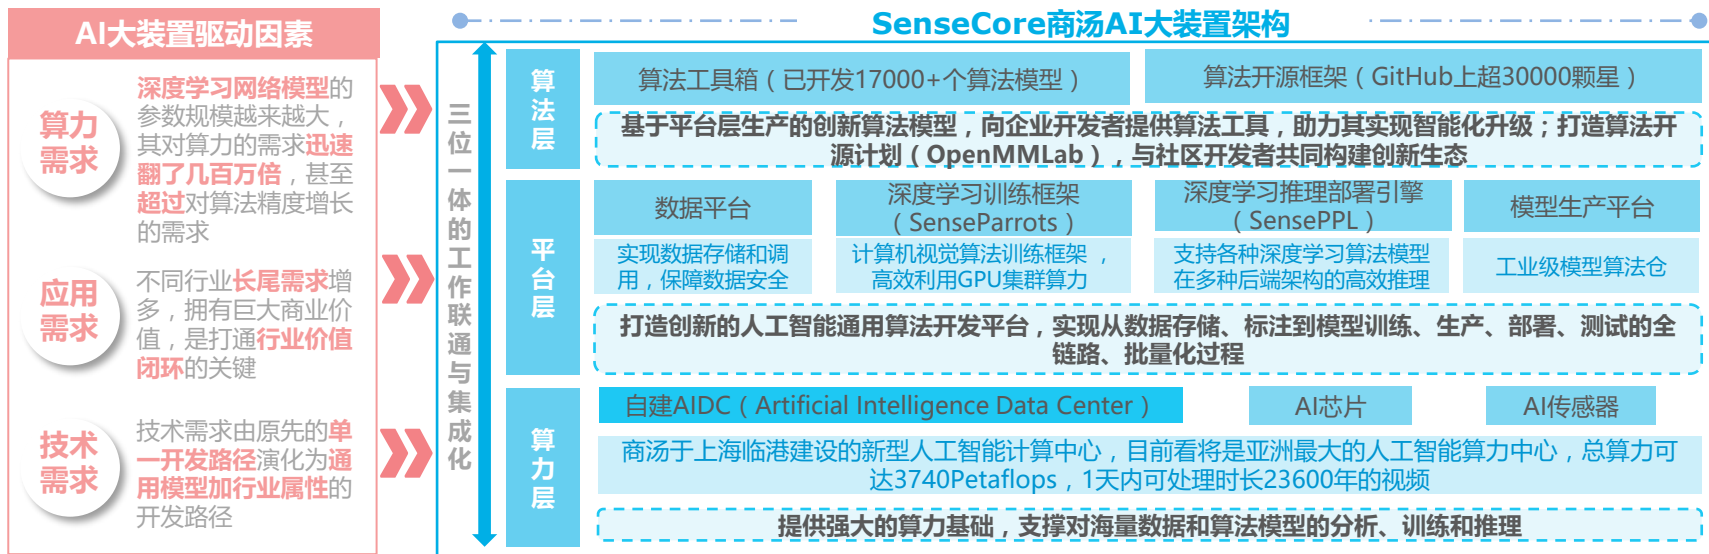 AI大装置驱动因素
算力
需求
深度学习网络模型的
参数规模越来越大，
其对算力的需求迅速
翻了几百万倍，甚至
超过对算法精度增长
的需求
应用
需求
不同行业长尾需求增
多，拥有巨大商业价
值，是打通行业价值
闭环的关键
技术
需求
技术需求由原先的单
一开发路径演化为通
用模型加行业属性的
开发路径
SenseCore商汤AI大装置架构
三位一体的工作联通与集成化
算法层
算法工具箱（已开发17000+个算法模型）
算法开源框架（GitHub上超30000颗星）
基于平台层生产的创新算法模型，向企业开发者提供算法工具，助力其实现智能化升级；打造算法开
源计划（OpenMMLab），与社区开发者共同构建创新生态
平台层
数据平台
实现数据存储和调
用，保障数据安全
深度学习训练框架
（SenseParrots）
计算机视觉算法训练框架，
高效利用GPU集群算力
深度学习推理部署引擎
（SensePPL）
支持各种深度学习算法模型
在多种后端架构的高效推理
模型生产平台
工业级模型算法仓
打造创新的人工智能通用算法开发平台，实现从数据存储、标注到模型训练、生产、部署、测试的全
链路、批量化过程
算力层
自建AIDC（Artificial Intelligence Data Center）
AI芯片
AI传感器
商汤于上海临港建设的新型人工智能计算中心，目前看将是亚洲最大的人工智能算力中心，总算力可
达3740Petaflops，1天内可处理时长23600年的视频
提供强大的算力基础，支撑对海量数据和算法模型的分析、训练和推理